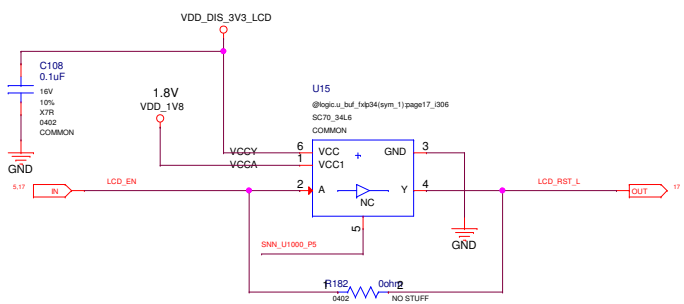 VDD_DIS_3V3_LCD
C108
0.1uF
16V
10%
X7R
0402
COMMON
GND
1.8V
VDD_1V8
U15
@logic.u_buf_fxlp34(sym_1):page17_i306
SC70_34L6
COMMON
VCCY 6 VCC GND 3
VCCA 1 VCC1
5,17 IN LCD_EN 2 A Y 4 LCD_RST_L OUT 17
NC
5
SNN_U1000_P5
GND
1 R182 0ohm 2
0402 NO STUFF